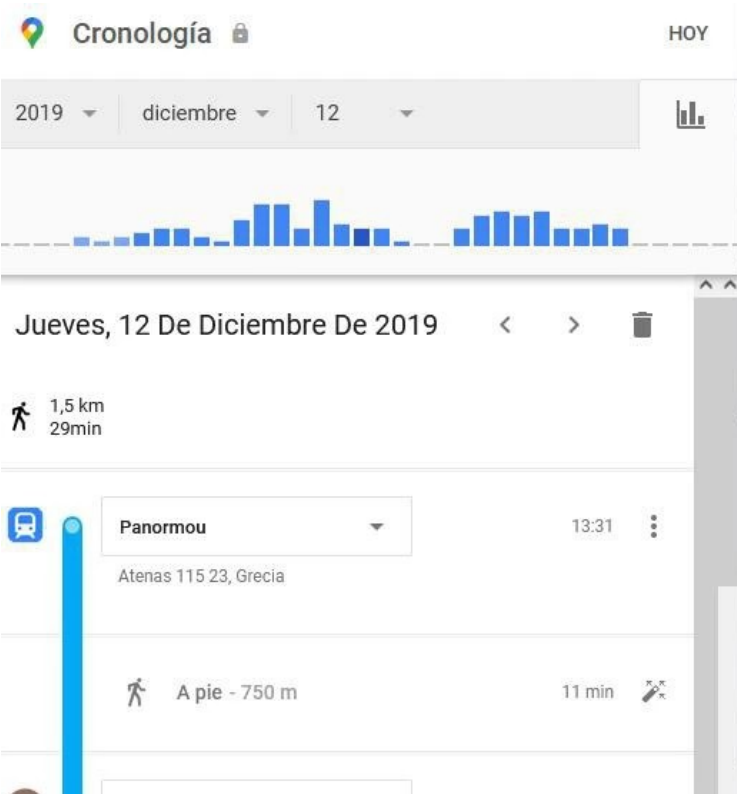 Cronología
HOY
2019 diciembre 12
Jueves, 12 De Diciembre De 2019
1,5 km
29min
Panormou 13:31
Atenas 115 23, Grecia
A pie - 750 m 11 min